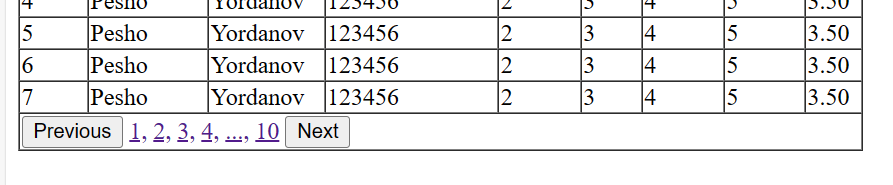 4 Pesho Yordanov 123456 2 3 4 5 3.50
5 Pesho Yordanov 123456 2 3 4 5 3.50
6 Pesho Yordanov 123456 2 3 4 5 3.50
7 Pesho Yordanov 123456 2 3 4 5 3.50
Previous 1, 2, 3, 4, ..., 10 Next